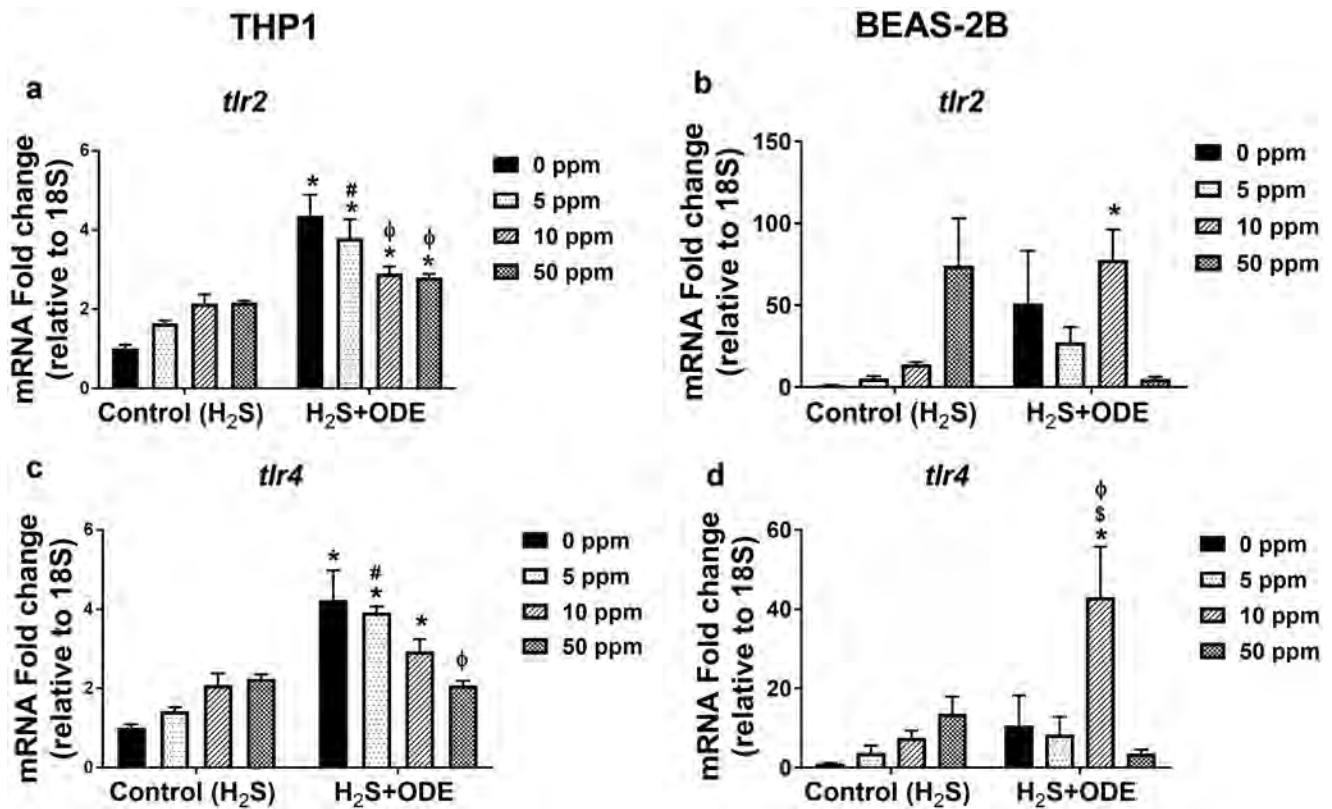 THP1
BEAS-2B
a
tlr2
mRNA Fold change
(relative to 18S)
6
4
2
0
*
#
*
ϕ
*
ϕ
*
Control (H₂S)
H₂S+ODE
0 ppm
5 ppm
10 ppm
50 ppm
b
tlr2
mRNA Fold change
(relative to 18S)
150
100
50
0
*
Control (H₂S)
H₂S+ODE
0 ppm
5 ppm
10 ppm
50 ppm
c
tlr4
mRNA Fold change
(relative to 18S)
6
4
2
0
*
#
*
*
ϕ
Control (H₂S)
H₂S+ODE
0 ppm
5 ppm
10 ppm
50 ppm
d
tlr4
mRNA Fold change
(relative to 18S)
60
40
20
0
ϕ
$
*
Control (H₂S)
H₂S+ODE
0 ppm
5 ppm
10 ppm
50 ppm